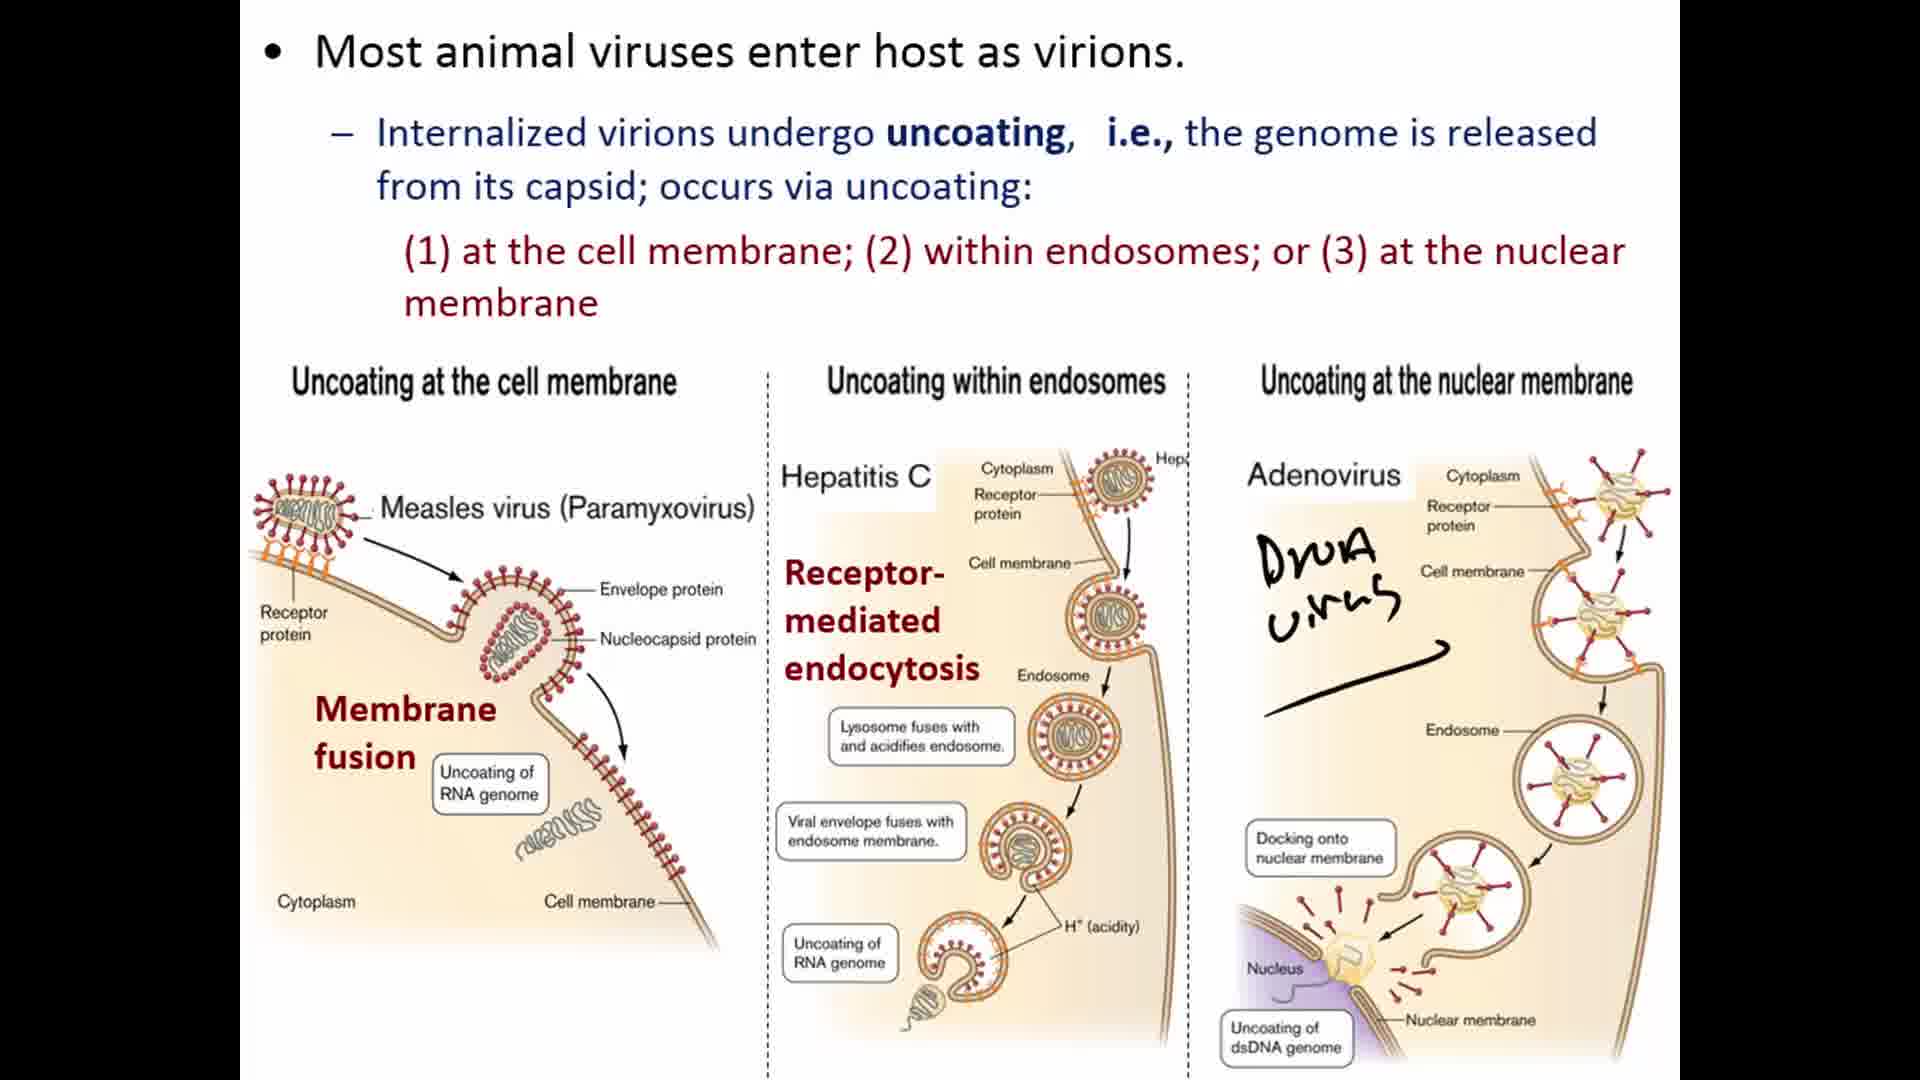 • Most animal viruses enter host as virions.
– Internalized virions undergo uncoating, i.e., the genome is released
from its capsid; occurs via uncoating:
(1) at the cell membrane; (2) within endosomes; or (3) at the nuclear
membrane
Uncoating at the cell membrane
Measles virus (Paramyxovirus)
Receptor
protein
Envelope protein
Nucleocapsid protein
Membrane
fusion
Uncoating of
RNA genome
Cytoplasm
Cell membrane
Uncoating within endosomes
Hepatitis C
Cytoplasm
Hepa
Receptor
protein
Cell membrane
Receptor-
mediated
endocytosis
Endosome
Lysosome fuses with
and acidifies endosome.
Viral envelope fuses with
endosome membrane.
H+ (acidity)
Uncoating of
RNA genome
Uncoating at the nuclear membrane
Adenovirus
Cytoplasm
Receptor
protein
Cell membrane
virus
Endosome
Docking onto
nuclear membrane
Nucleus
Nuclear membrane
Uncoating of
dsDNA genome